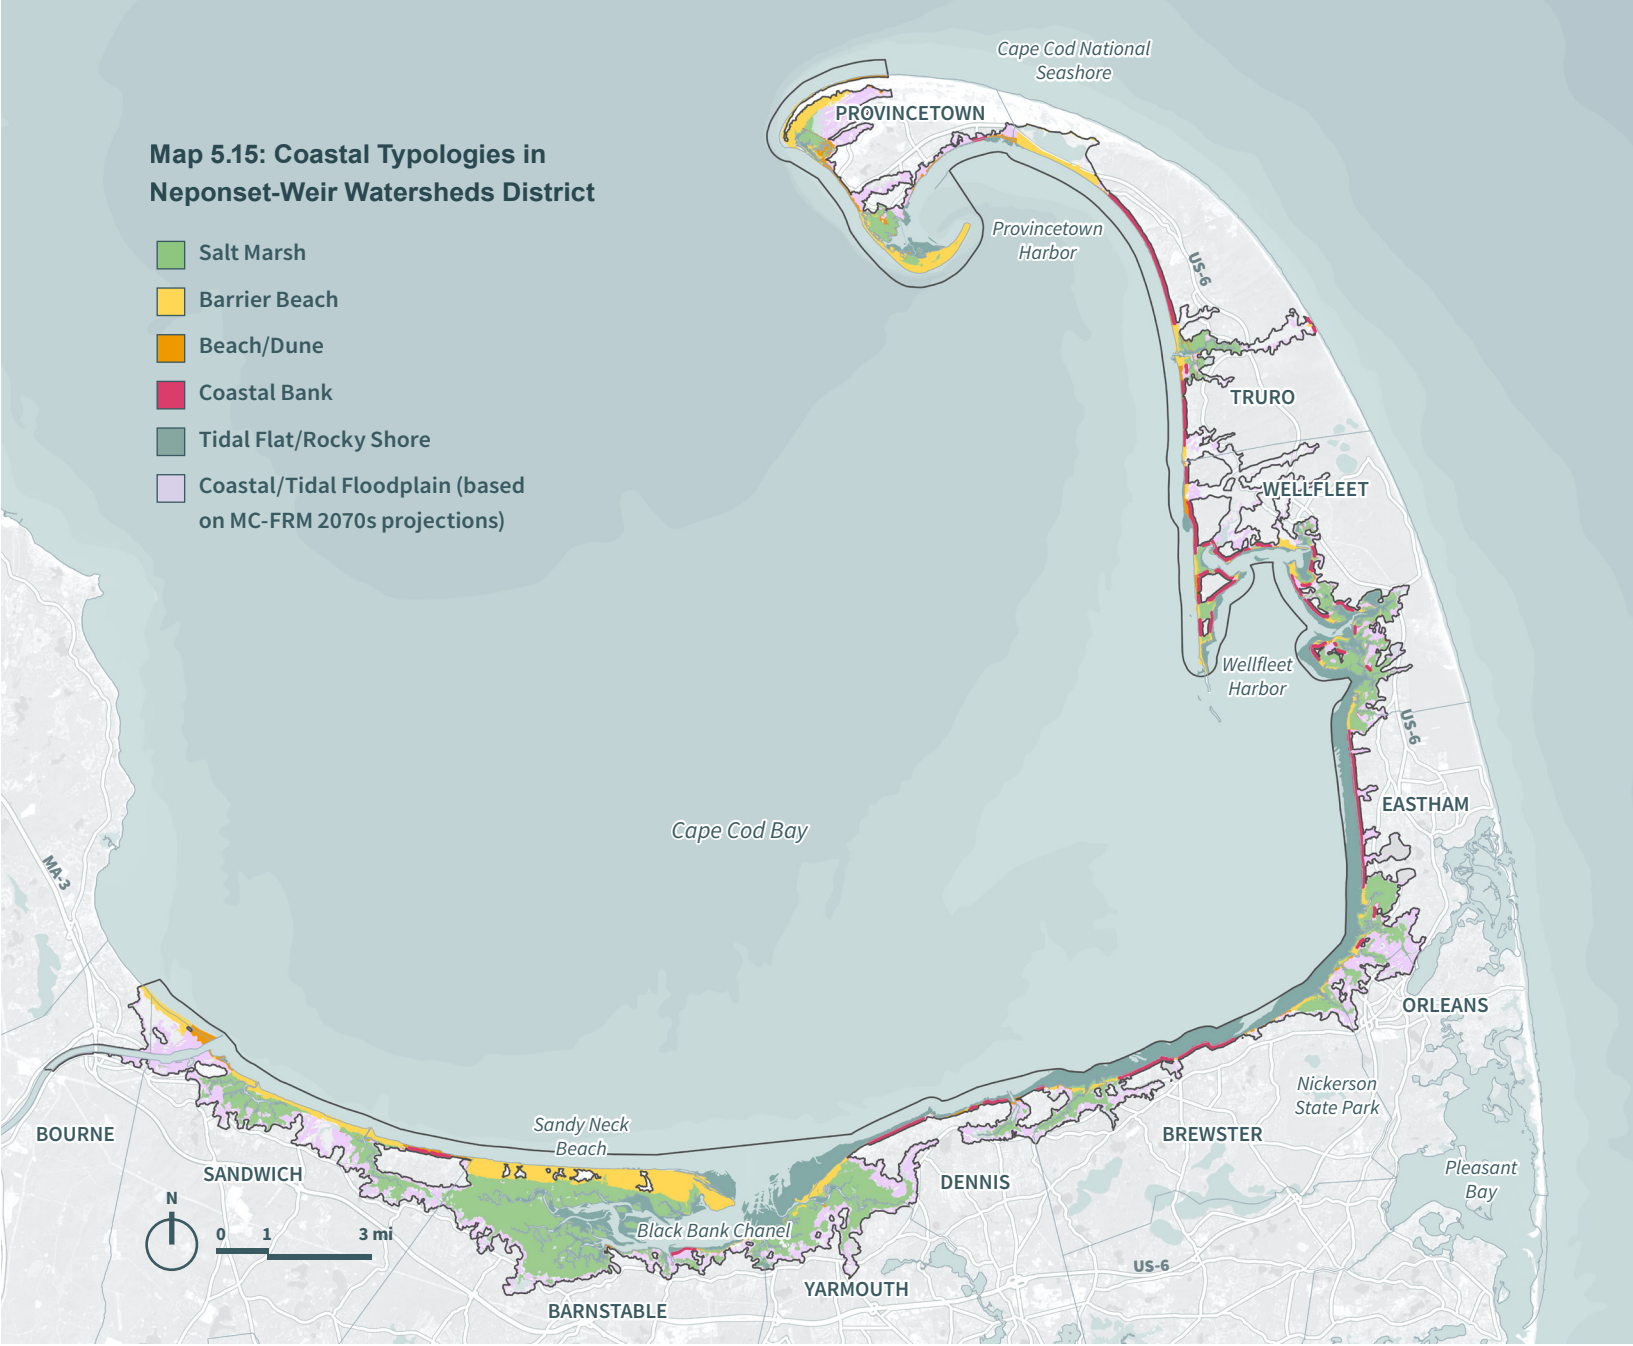 Cape Cod National
Seashore
PROVINCETOWN
Map 5.15: Coastal Typologies in
Neponset-Weir Watersheds District
Salt Marsh
Barrier Beach
Beach/Dune
Coastal Bank
Tidal Flat/Rocky Shore
Coastal/Tidal Floodplain (based
on MC-FRM 2070s projections)
Provincetown
Harbor
US-6
TRURO
WELLFLEET
Wellfleet
Harbor
US-6
EASTHAM
Cape Cod Bay
MA-3
ORLEANS
Nickerson
State Park
BOURNE
Sandy Neck
Beach
BREWSTER
SANDWICH
DENNIS
Pleasant
Bay
N
0 1 3 mi
Black Bank Chanel
US-6
YARMOUTH
BARNSTABLE